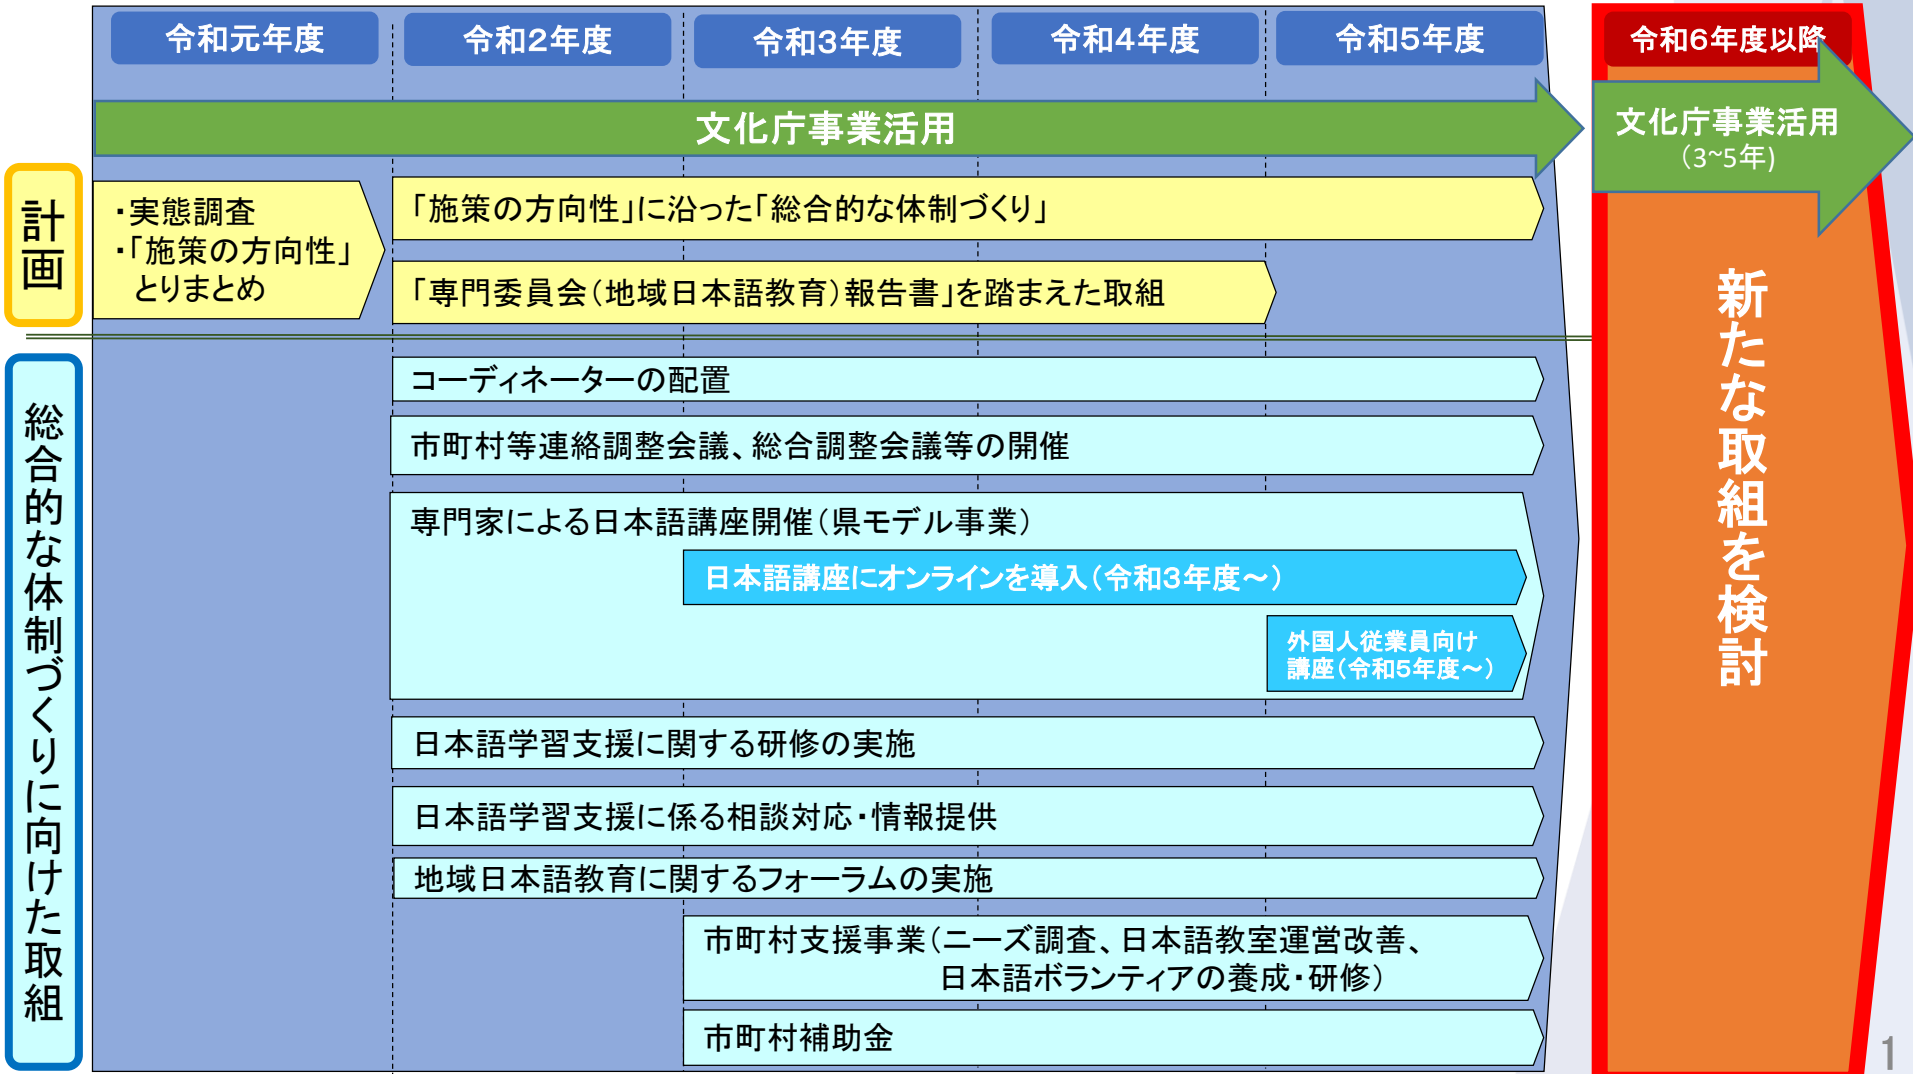 令和元年度
令和2年度
令和3年度
令和4年度
令和5年度
令和6年度以降
文化庁事業活用
文化庁事業活用
(3~5年)
計画
・実態調査
・「施策の方向性」
とりまとめ
「施策の方向性」に沿った「総合的な体制づくり」
「専門委員会(地域日本語教育)報告書」を踏まえた取組
新たな取組を検討
総合的な体制づくりに向けた取組
コーディネーターの配置
市町村等連絡調整会議、総合調整会議等の開催
専門家による日本語講座開催(県モデル事業)
日本語講座にオンラインを導入(令和3年度～)
外国人従業員向け
講座(令和5年度～)
日本語学習支援に関する研修の実施
日本語学習支援に係る相談対応・情報提供
地域日本語教育に関するフォーラムの実施
市町村支援事業(ニーズ調査、日本語教室運営改善、
日本語ボランティアの養成・研修)
市町村補助金
1